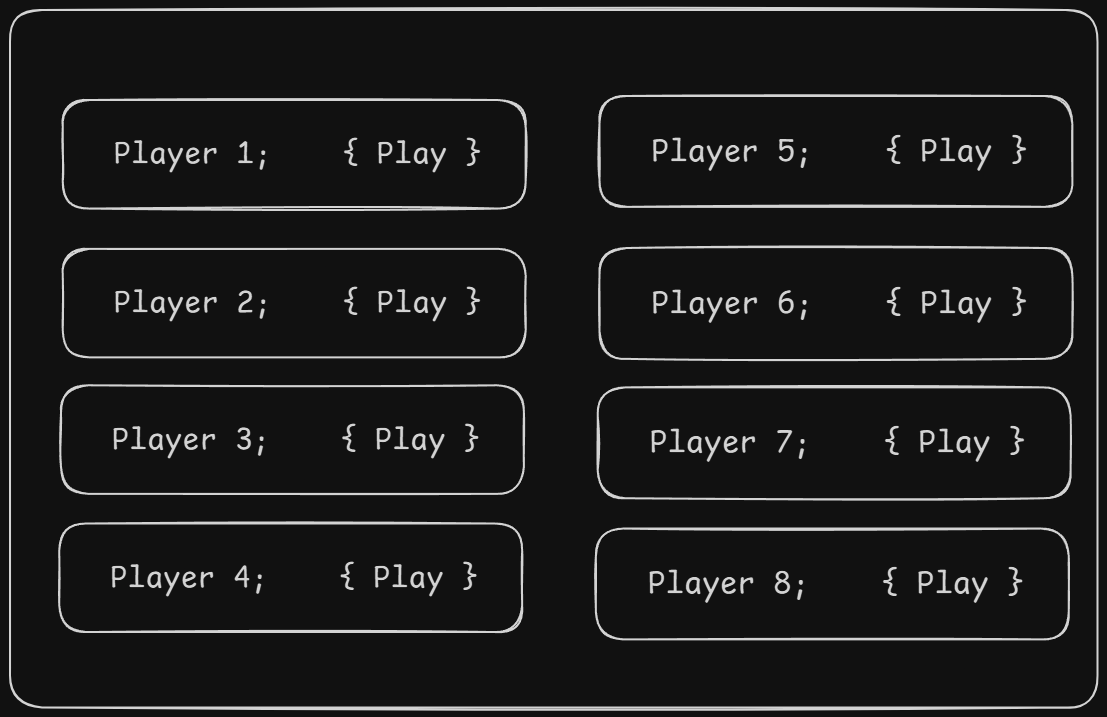 Player 1; { Play }
Player 2; { Play }
Player 3; { Play }
Player 4; { Play }
Player 5; { Play }
Player 6; { Play }
Player 7; { Play }
Player 8; { Play }